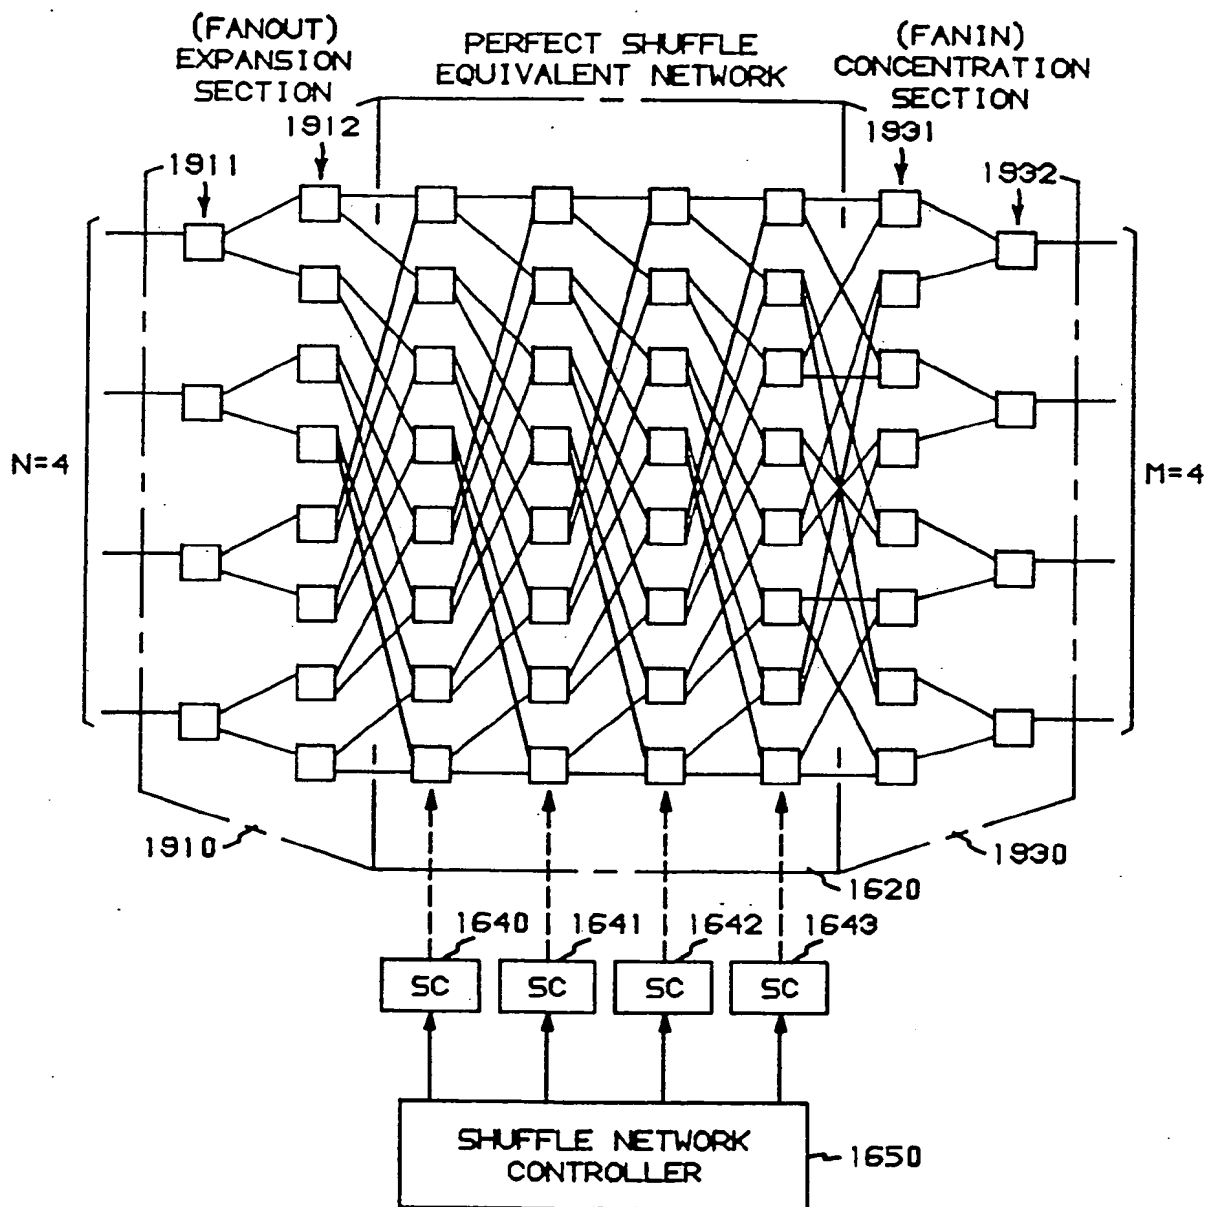 (FANOUT)
EXPANSION
SECTION
PERFECT SHUFFLE
EQUIVALENT NETWORK
(FANIN)
CONCENTRATION
SECTION
1911
1912
1931
1932
N=4
M=4
1910
1930
1620
1640
1641
1642
1643
SC
SC
SC
SC
SHUFFLE NETWORK
CONTROLLER
1650